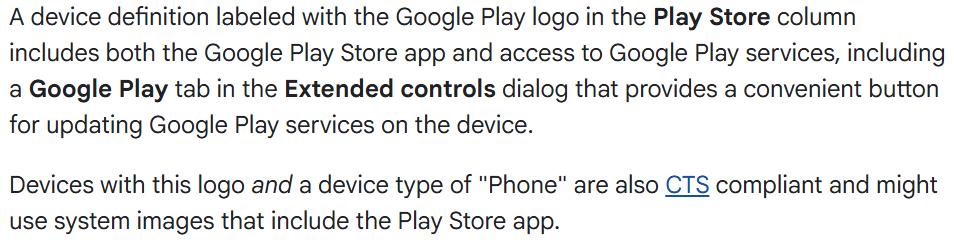 A device definition labeled with the Google Play logo in the Play Store column
includes both the Google Play Store app and access to Google Play services, including
a Google Play tab in the Extended controls dialog that provides a convenient button
for updating Google Play services on the device.
Devices with this logo and a device type of "Phone" are also CTS compliant and might
use system images that include the Play Store app.